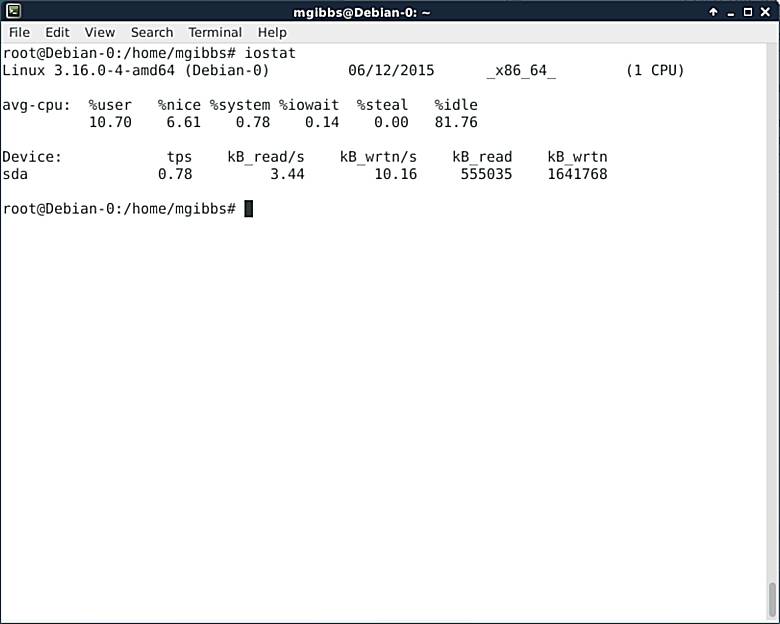 mgibbs@Debian-0: ~
File Edit View Search Terminal Help
root@Debian-0:/home/mgibbs# iostat
Linux 3.16.0-4-amd64 (Debian-0) 06/12/2015 _x86_64_ (1 CPU)
avg-cpu: %user %nice %system %iowait %steal %idle
10.70 6.61 0.78 0.14 0.00 81.76
Device: tps kB_read/s kB_wrtn/s kB_read kB_wrtn
sda 0.78 3.44 10.16 555035 1641768
root@Debian-0:/home/mgibbs#